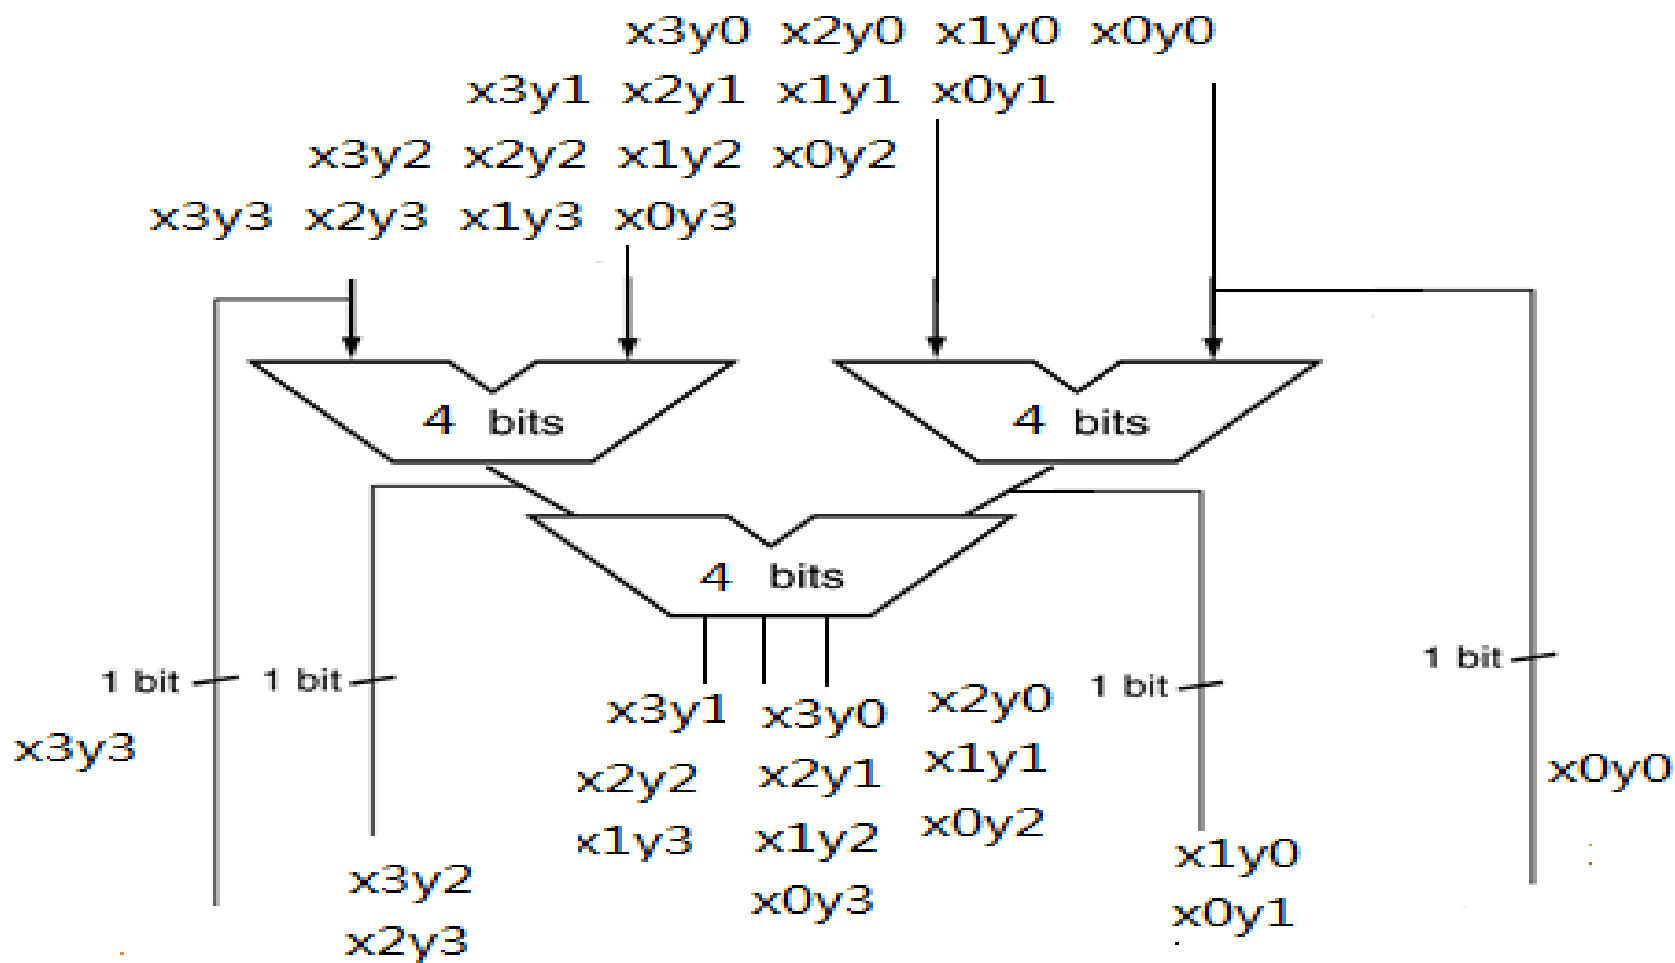 x3y0 x2y0 x1y0 x0y0
x3y1 x2y1 x1y1 x0y1
x3y2 x2y2 x1y2 x0y2
x3y3 x2y3 x1y3 x0y3
4 bits
4 bits
4 bits
1 bit
1 bit
1 bit
1 bit
x3y3
x3y2
x2y3
x3y1
x2y2
x1y3
x3y0
x2y1
x1y2
x0y3
x2y0
x1y1
x0y2
x1y0
x0y1
x0y0